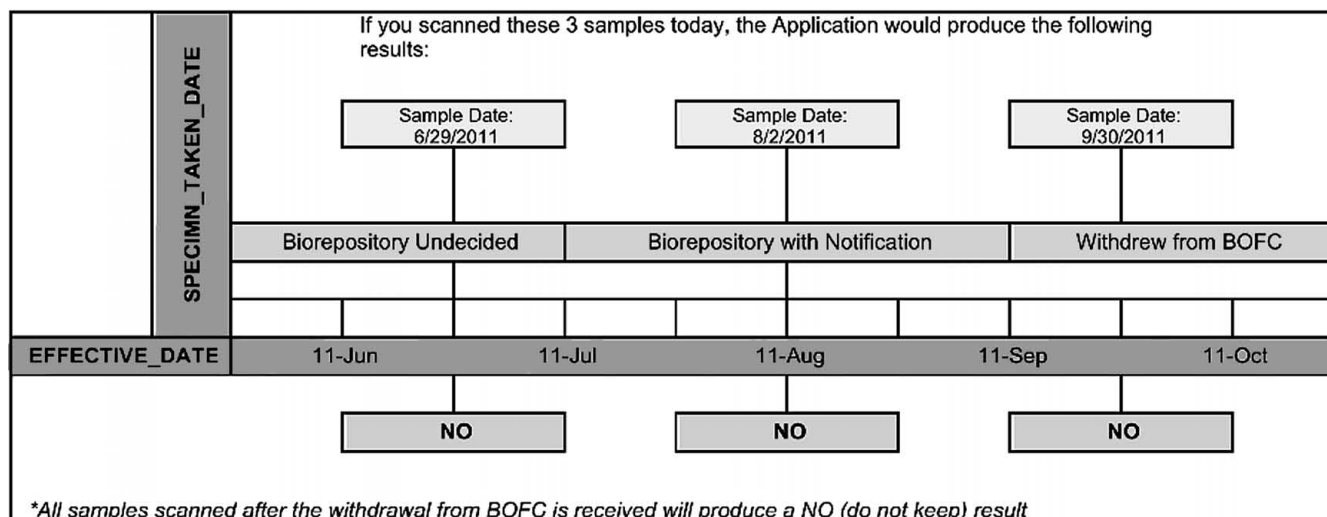 If you scanned these 3 samples today, the Application would produce the following
results:
SPECIMN_TAKEN_DATE
Sample Date:
6/29/2011
Sample Date:
8/2/2011
Sample Date:
9/30/2011
Biorepository Undecided
Biorepository with Notification
Withdrew from BOFC
EFFECTIVE_DATE
11-Jun
11-Jul
11-Aug
11-Sep
11-Oct
NO
NO
NO
*All samples scanned after the withdrawal from BOFC is received will produce a NO (do not keep) result